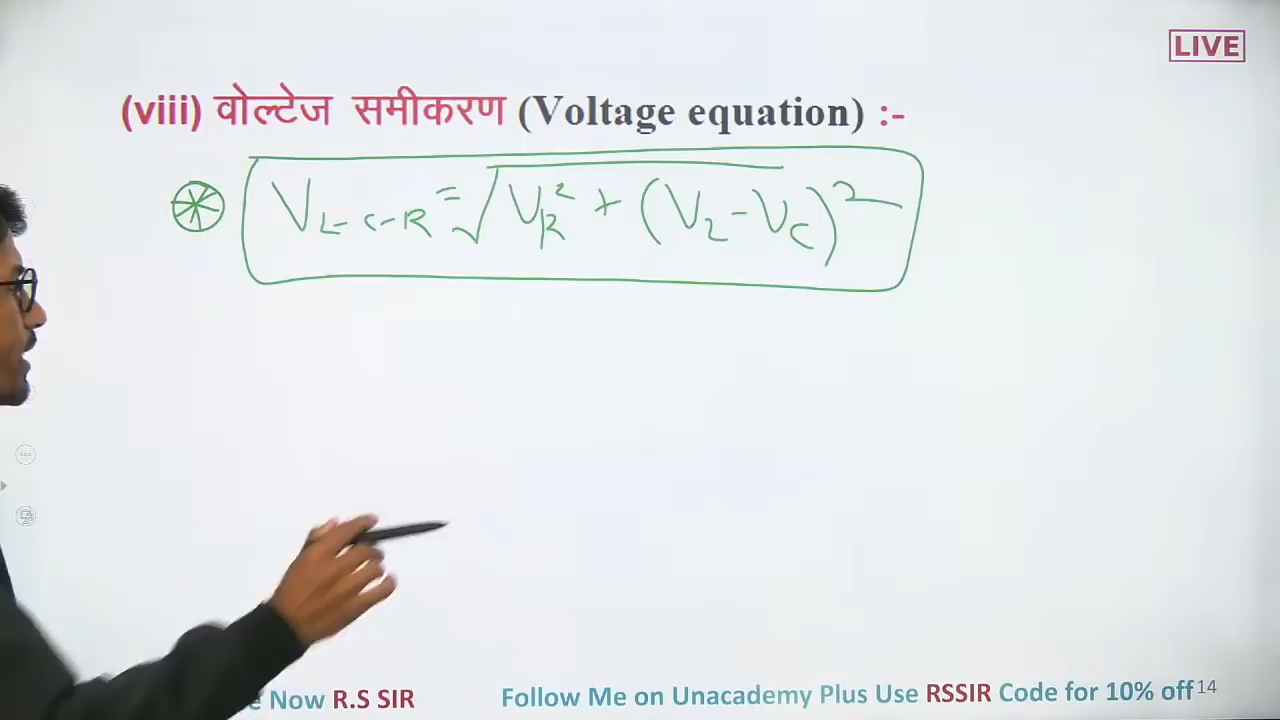 LIVE
(viii) वोल्टेज समीकरण (Voltage equation) :-
V_{L-C-R} = √V_R² + (V_L - V_C)²
Now R.S SIR
Follow Me on Unacademy Plus Use RSSIR Code for 10% off
14